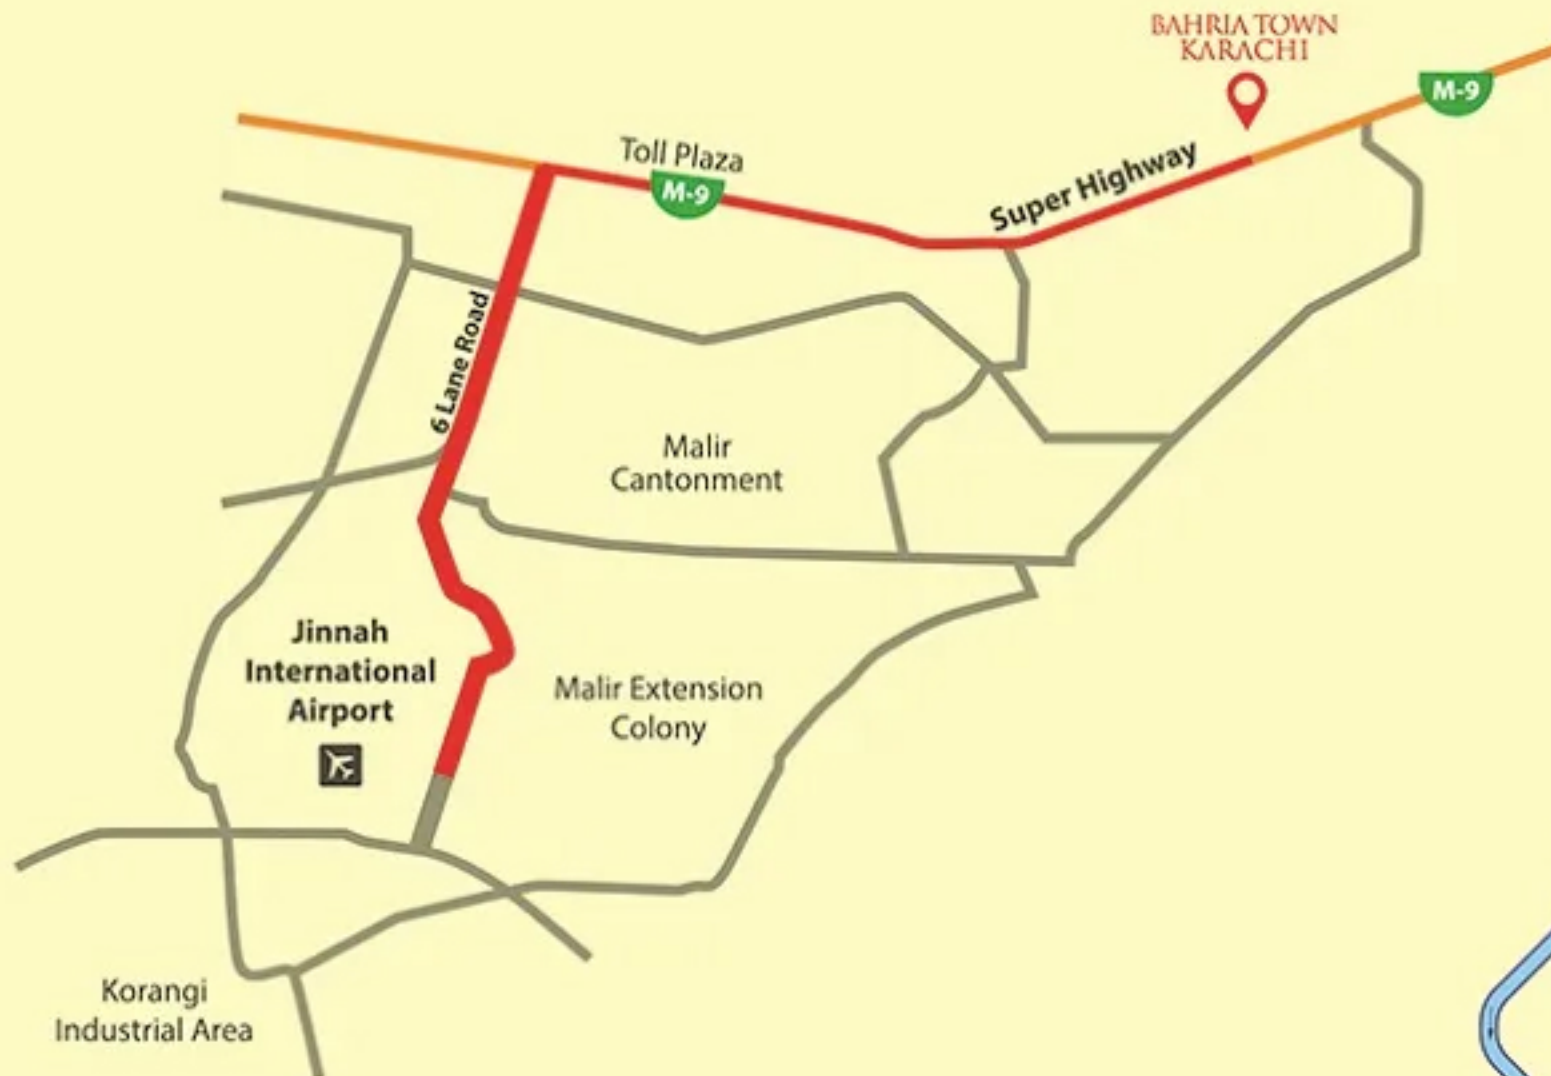 BAHRIA TOWN
KARACHI
M-9
Toll Plaza
M-9
Super Highway
6 Lane Road
Malir
Cantonment
Jinnah
International
Airport
Malir Extension
Colony
Korangi
Industrial Area